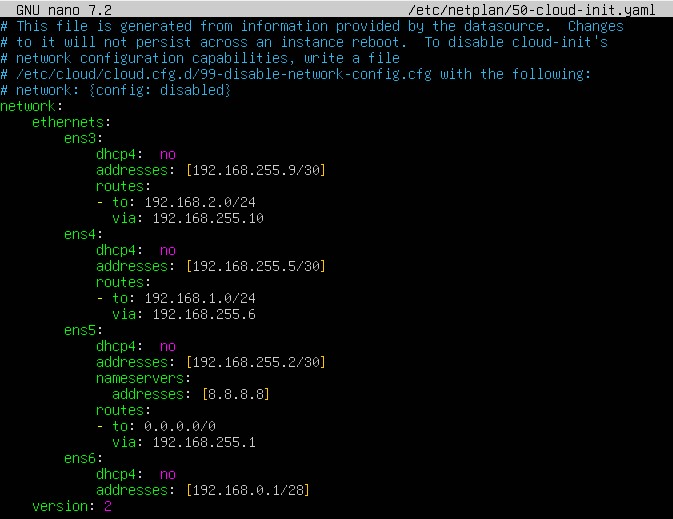 GNU nano 7.2 /etc/netplan/50-cloud-init.yaml
# This file is generated from information provided by the datasource.  Changes
# to it will not persist across an instance reboot.  To disable cloud-init's
# network configuration capabilities, write a file
# /etc/cloud/cloud.cfg.d/99-disable-network-config.cfg with the following:
# network: {config: disabled}
network:
    ethernets:
        ens3:
            dhcp4:  no
            addresses: [192.168.255.9/30]
            routes:
            - to: 192.168.2.0/24
              via: 192.168.255.10
        ens4:
            dhcp4:  no
            addresses: [192.168.255.5/30]
            routes:
            - to: 192.168.1.0/24
              via: 192.168.255.6
        ens5:
            dhcp4:  no
            addresses: [192.168.255.2/30]
            nameservers:
              addresses: [8.8.8.8]
            routes:
            - to: 0.0.0.0/0
              via: 192.168.255.1
        ens6:
            dhcp4:  no
            addresses: [192.168.0.1/28]
    version: 2